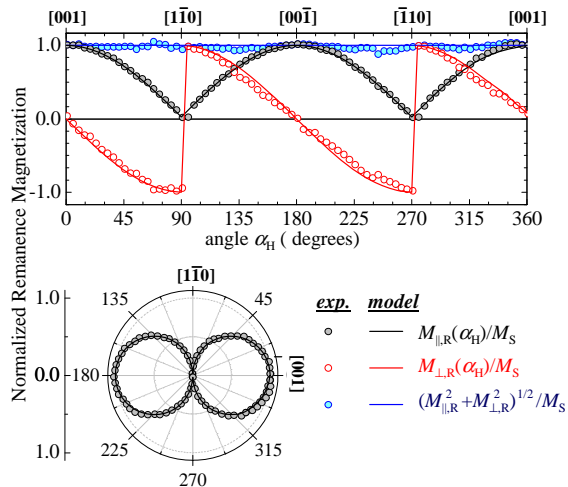 [001] [11̄0] [001̄] [1̄10] [001]
1.0
0.0
-1.0
0 45 90 135 180 225 270 315 360
angle α_H ( degrees)
Normalized Remanence Magnetization
[11̄0]
1.0
0.0
1.0
135 45
180 [001]
225 315
270
exp. model
M_||,R(α_H)/M_S
M_⊥,R(α_H)/M_S
(M²_||,R+M²_⊥,R)^1/2/M_S